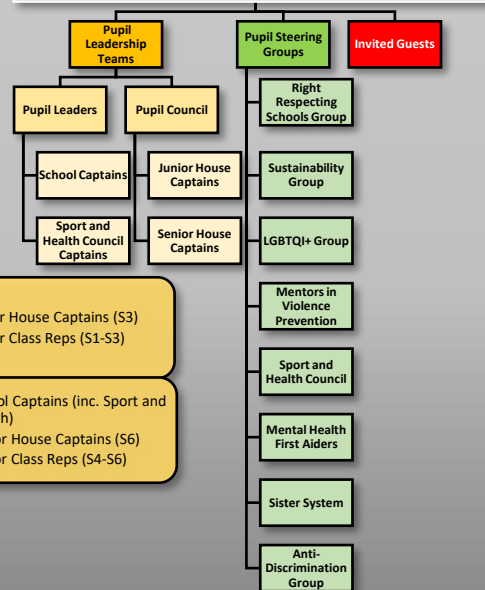 Pupil
Leadership
Teams
Pupil Steering
Groups
Invited Guests
Pupil Leaders
Pupil Council
School Captains
Sport and
Health Council
Captains
Junior House
Captains
Senior House
Captains
Right
Respecting
Schools Group
Sustainability
Group
LGBTQI+ Group
Mentors in
Violence
Prevention
Sport and
Health Council
Mental Health
First Aiders
Sister System
Anti-
Discrimination
Group
House Captains (S3)
Class Reps (S1-S3)
Captains (inc. Sport and
House Captains (S6)
Class Reps (S4-S6)